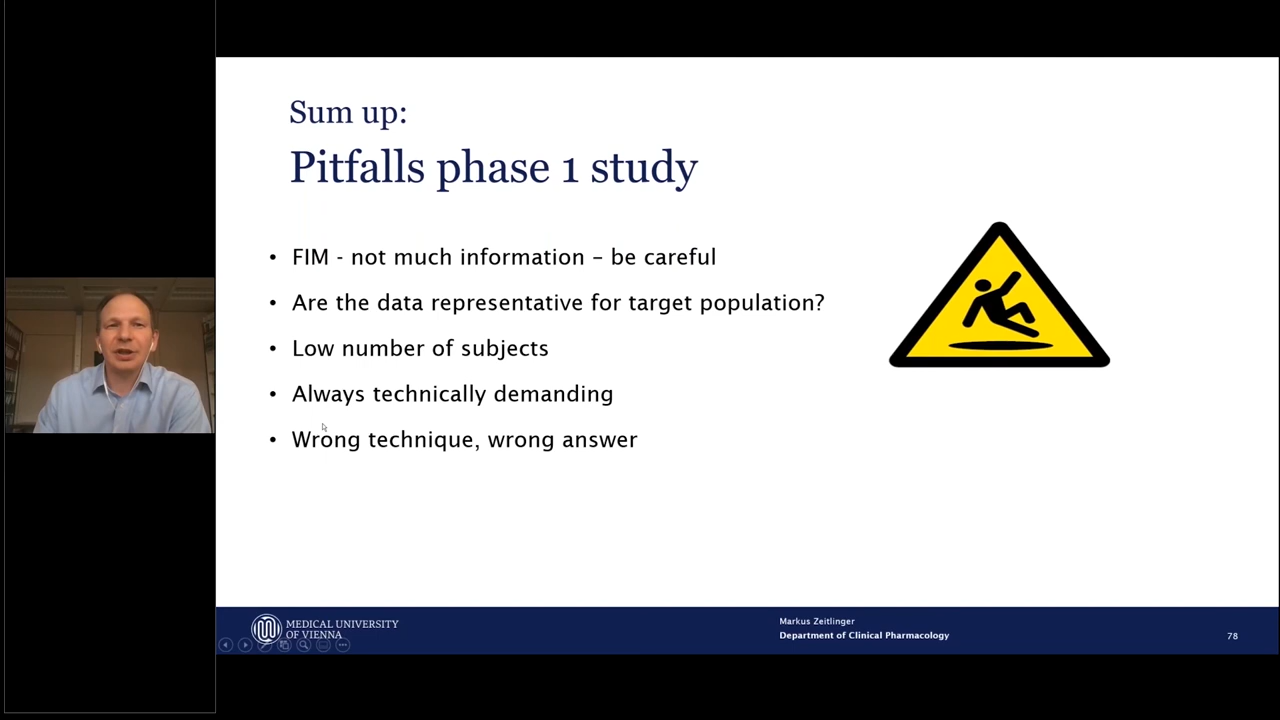 Sum up:
Pitfalls phase 1 study
• FIM - not much information – be careful
• Are the data representative for target population?
• Low number of subjects
• Always technically demanding
• Wrong technique, wrong answer
MEDICAL UNIVERSITY
OF VIENNA
Markus Zeitlinger
Department of Clinical Pharmacology
78